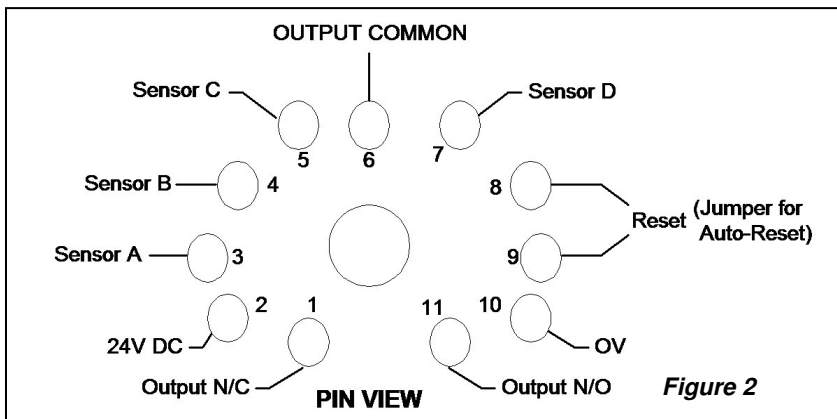 OUTPUT COMMON
Sensor C
Sensor D
5
6
7
Sensor B
4
8
Reset
(Jumper for
Auto-Reset)
Sensor A
3
9
2
1
11
10
24V DC
OV
Output N/C
PIN VIEW
Output N/O
Figure 2